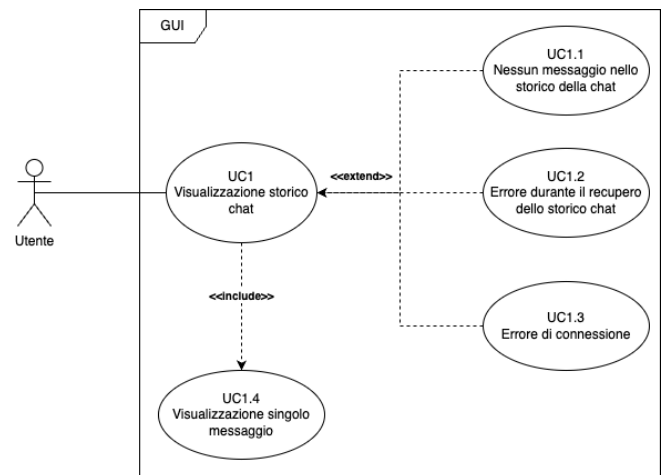 GUI
UC1.1
Nessun messaggio nello
storico della chat
UC1
Visualizzazione storico
chat
<<extend>>
UC1.2
Errore durante il recupero
dello storico chat
Utente
<<include>>
UC1.3
Errore di connessione
UC1.4
Visualizzazione singolo
messaggio